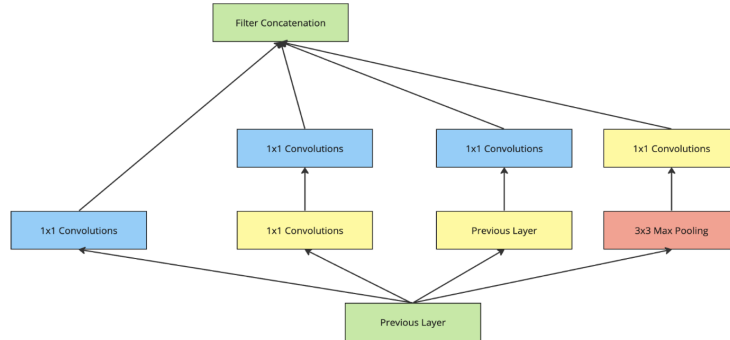 Filter Concatenation
1x1 Convolutions
1x1 Convolutions
1x1 Convolutions
1x1 Convolutions
1x1 Convolutions
Previous Layer
3x3 Max Pooling
Previous Layer